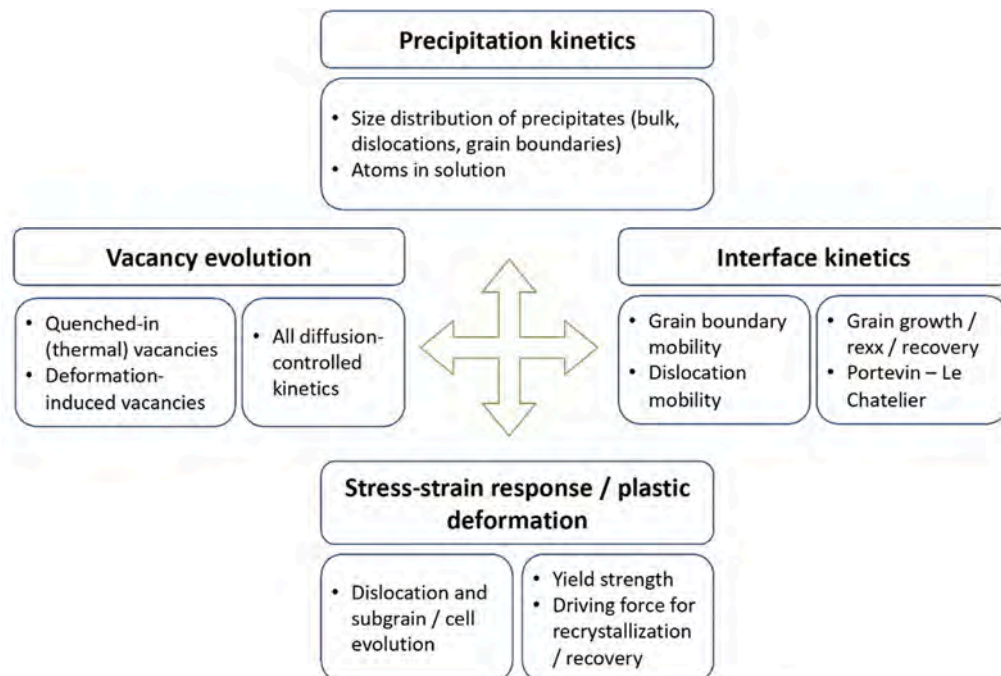 Precipitation kinetics
• Size distribution of precipitates (bulk,
dislocations, grain boundaries)
• Atoms in solution
Vacancy evolution
• Quenched-in
(thermal) vacancies
• Deformation-
induced vacancies
• All diffusion-
controlled
kinetics
Interface kinetics
• Grain boundary
mobility
• Dislocation
mobility
• Grain growth /
rexx / recovery
• Portevin – Le
Chatelier
Stress-strain response / plastic
deformation
• Dislocation and
subgrain / cell
evolution
• Yield strength
• Driving force for
recrystallization
/ recovery